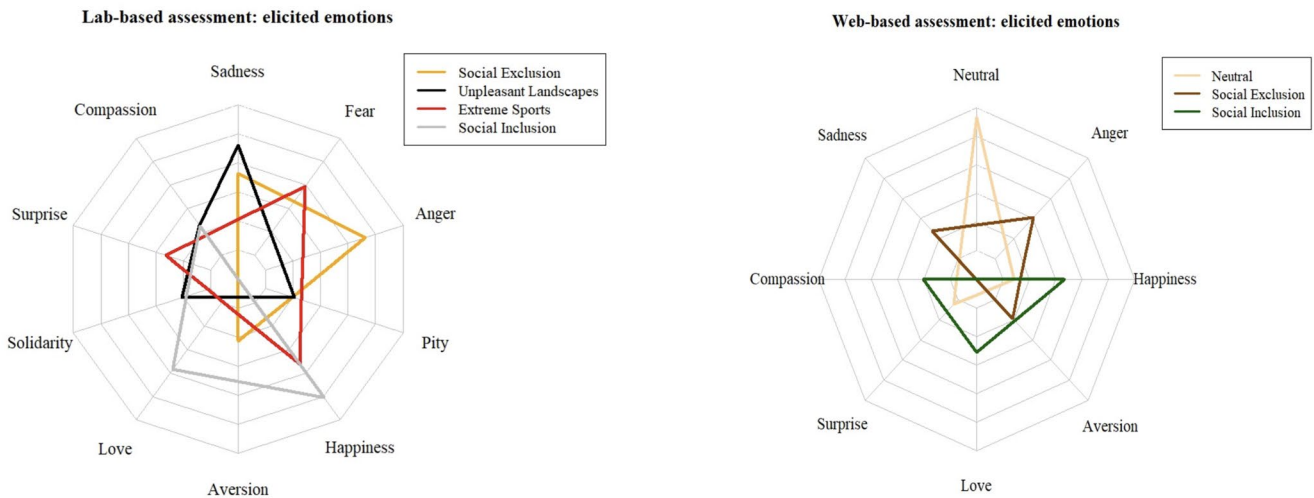 Lab-based assessment: elicited emotions
Sadness
Fear
Anger
Pity
Happiness
Aversion
Love
Solidarity
Surprise
Compassion
Social Exclusion
Unpleasant Landscapes
Extreme Sports
Social Inclusion
Web-based assessment: elicited emotions
Neutral
Anger
Happiness
Aversion
Love
Surprise
Compassion
Sadness
Neutral
Social Exclusion
Social Inclusion